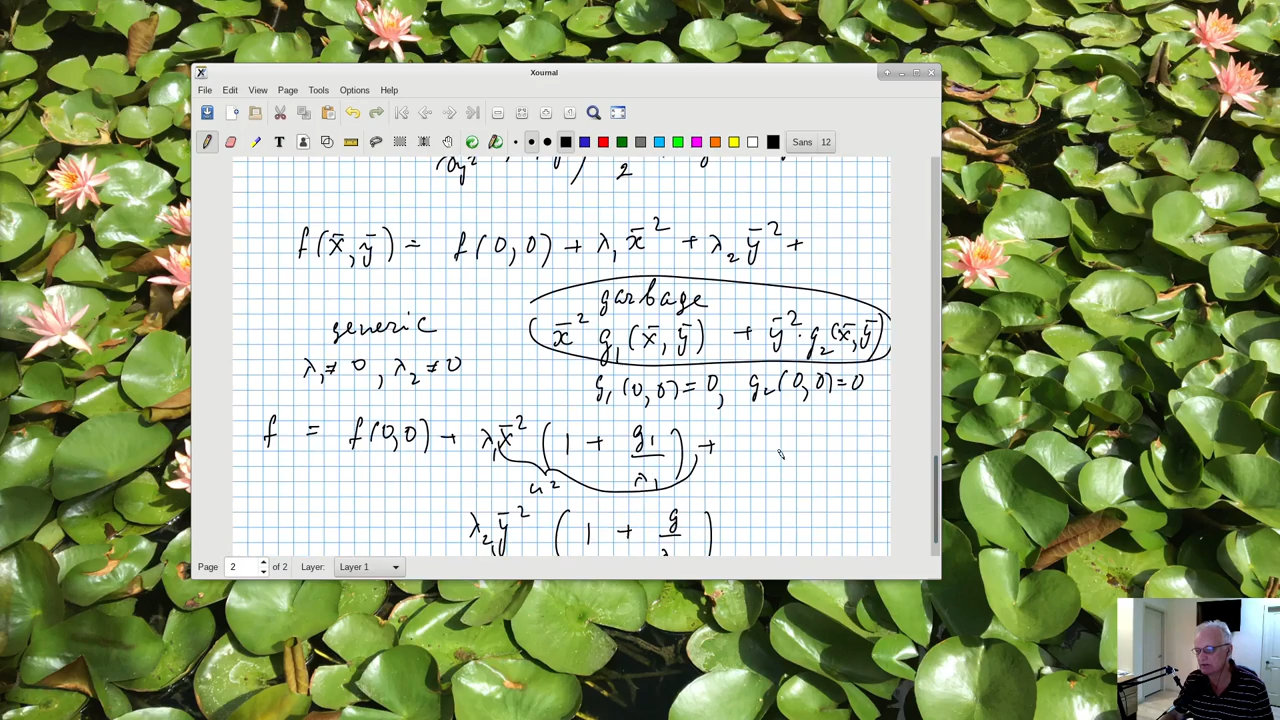 Xournal
File Edit View Page Tools Options Help
Sans 12
f(x̄,ȳ) = f(0,0) + λ₁x̄² + λ₂ȳ² +
garbage
generic x̄² g₁(x̄,ȳ) + ȳ²·g₂(x̄,ȳ)
λ₁≠0, λ₂≠0
g₁(0,0)=0, g₂(0,0)=0
f = f(0,0) + λ₁x̄² (1 + g₁/λ₁) +
u²
λ₂ȳ² (1 + g
Page 2 of 2 Layer: Layer 1